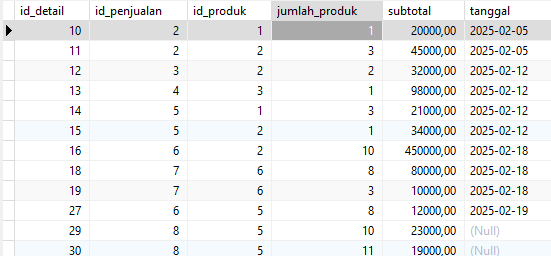 id_detail id_penjualan id_produk jumlah_produk subtotal tanggal
10 2 1 1 20000,00 2025-02-05
11 2 2 3 45000,00 2025-02-05
12 3 2 2 32000,00 2025-02-12
13 4 3 1 98000,00 2025-02-12
14 5 1 3 21000,00 2025-02-12
15 5 2 1 34000,00 2025-02-12
16 6 2 10 450000,00 2025-02-18
18 7 6 8 80000,00 2025-02-18
19 7 6 3 10000,00 2025-02-18
27 6 5 8 12000,00 2025-02-19
29 8 5 10 23000,00 (Null)
30 8 5 11 19000,00 (Null)